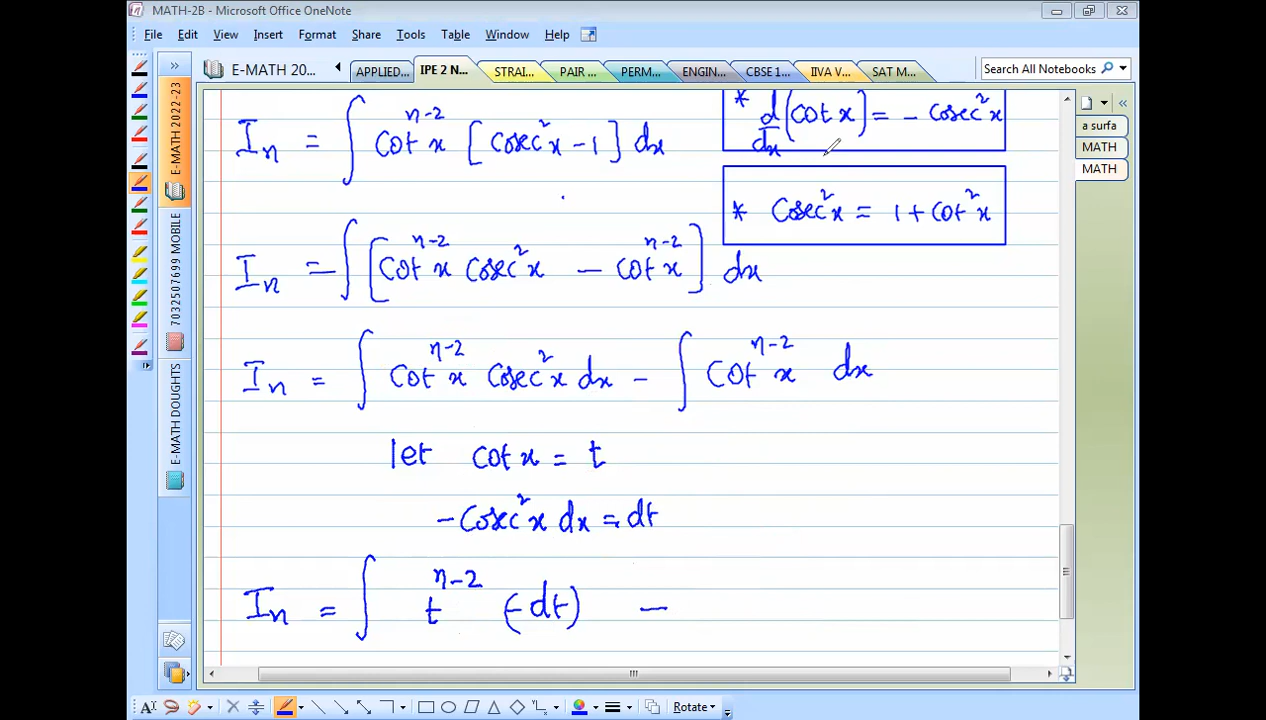 MATH-2B - Microsoft Office OneNote
File Edit View Insert Format Share Tools Table Window Help
E-MATH 20... APPLIED... IPE 2 N... STRAI... PAIR ... PERM... ENGIN... CBSE 1... IIVA V... SAT M... Search All Notebooks
E-MATH 2022-23
7032507699 MOBILE
E-MATH DOUGHTS
a surfa
MATH
MATH
* d/dx (cot x) = - cosec²x
Iₙ = ∫ cotⁿ⁻² x [cosec²x - 1] dx
* Cosec²x = 1 + cot²x
Iₙ = ∫ [cotⁿ⁻² x cosec²x - cotⁿ⁻² x] dx
Iₙ = ∫ cotⁿ⁻² x cosec²x dx - ∫ cotⁿ⁻² x dx
let cot x = t
-cosec²x dx = dt
Iₙ = ∫ tⁿ⁻² (-dt) -
Rotate